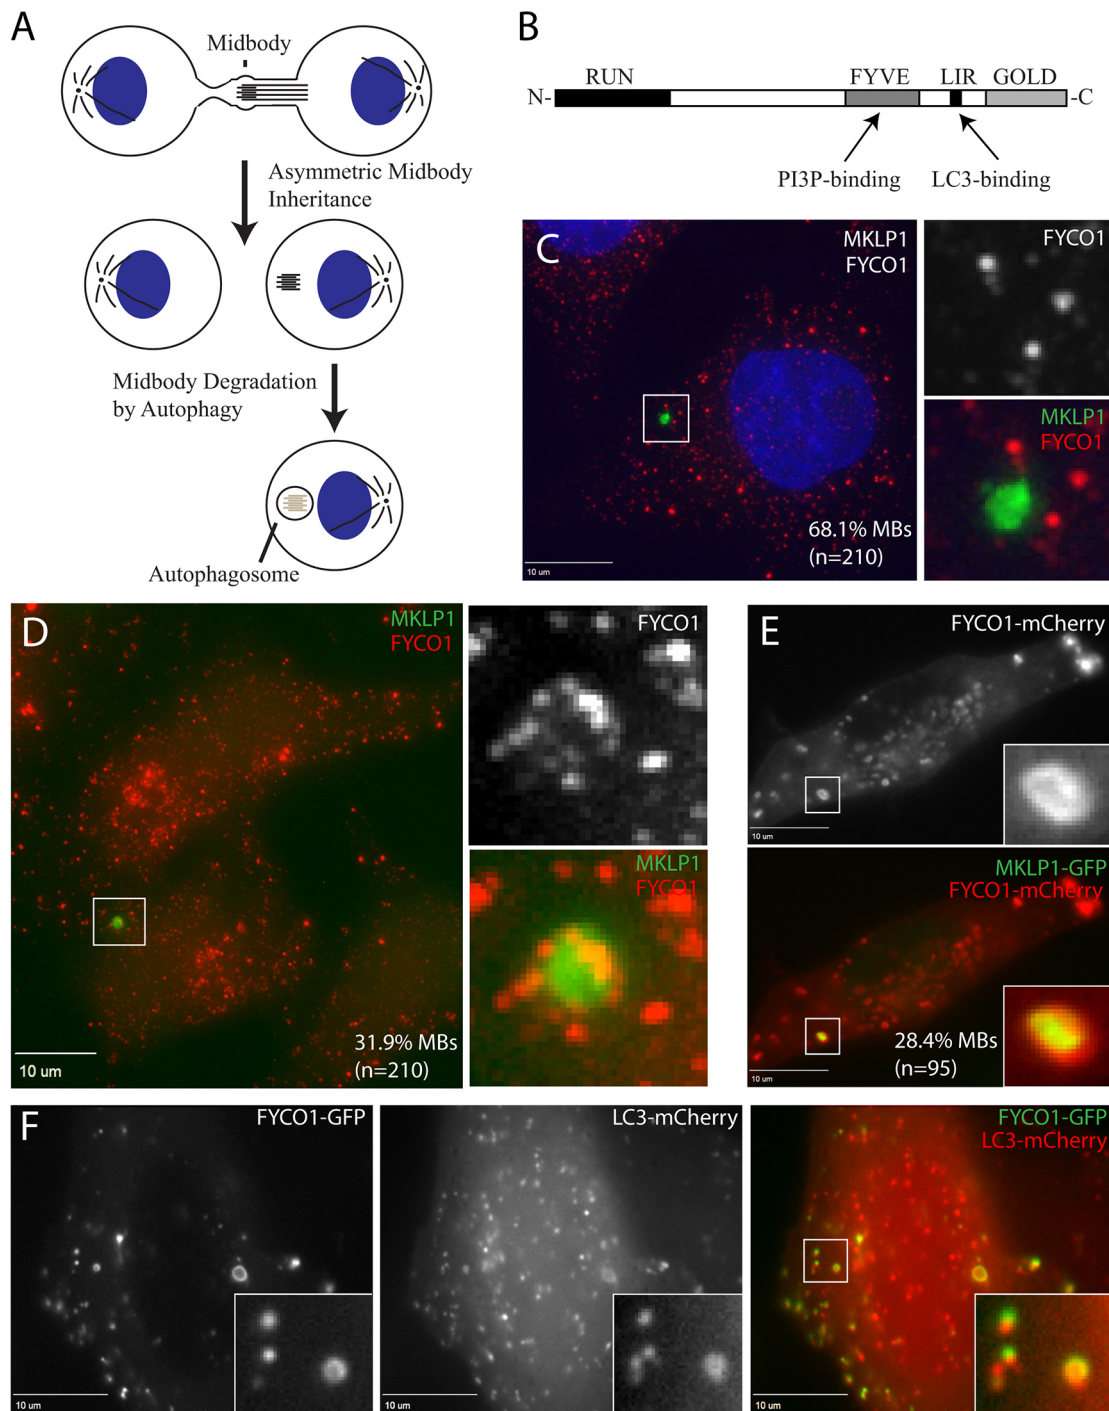 A
Midbody
Asymmetric Midbody
Inheritance
Midbody Degradation
by Autophagy
Autophagosome
B
RUN
FYVE
LIR
GOLD
N-
-C
PI3P-binding
LC3-binding
C
MKLP1
FYCO1
68.1% MBs
(n=210)
10 um
FYCO1
MKLP1
FYCO1
D
MKLP1
FYCO1
31.9% MBs
(n=210)
10 um
FYCO1
MKLP1
FYCO1
E
FYCO1-mCherry
10 um
MKLP1-GFP
FYCO1-mCherry
28.4% MBs
(n=95)
10 um
F
FYCO1-GFP
10 um
LC3-mCherry
10 um
FYCO1-GFP
LC3-mCherry
10 um